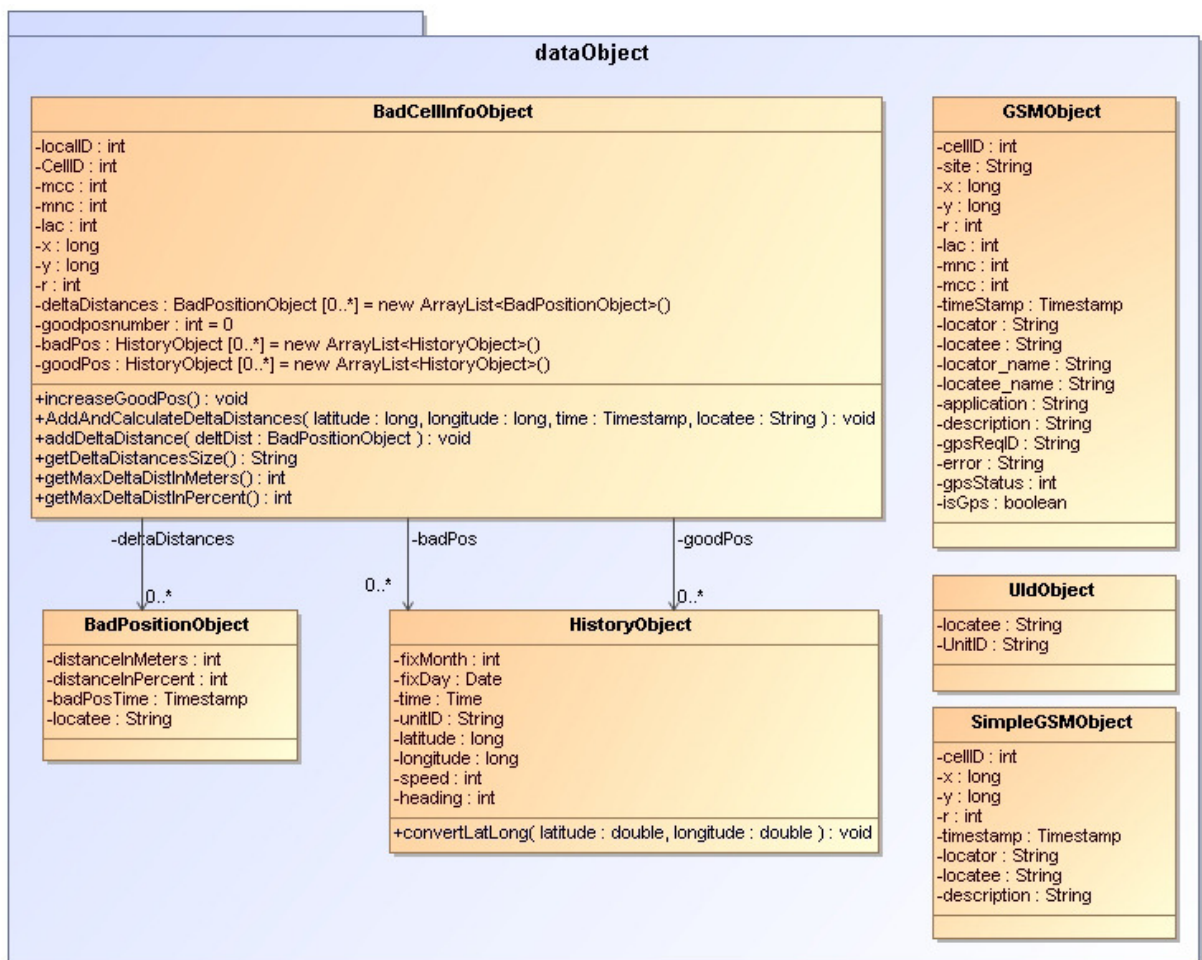 dataObject
BadCellInfoObject
-localID : int
-CellID : int
-mcc : int
-mnc : int
-lac : int
-x : long
-y : long
-r : int
-deltaDistances : BadPositionObject [0..*] = new ArrayList<BadPositionObject>()
-goodposnumber : int = 0
-badPos : HistoryObject [0..*] = new ArrayList<HistoryObject>()
-goodPos : HistoryObject [0..*] = new ArrayList<HistoryObject>()
+increaseGoodPos() : void
+AddAndCalculateDeltaDistances( latitude : long, longitude : long, time : Timestamp, locatee : String ) : void
+addDeltaDistance( deltDist : BadPositionObject ) : void
+getDeltaDistancesSize() : String
+getMaxDeltaDistInMeters() : int
+getMaxDeltaDistInPercent() : int
GSMObject
-cellID : int
-site : String
-x : long
-y : long
-r : int
-lac : int
-mnc : int
-mcc : int
-timeStamp : Timestamp
-locator : String
-locatee : String
-locator_name : String
-locatee_name : String
-application : String
-description : String
-gpsReqID : String
-error : String
-gpsStatus : int
-isGps : boolean
-deltaDistances
-badPos
-goodPos
0..*
0..*
0..*
BadPositionObject
-distanceInMeters : int
-distanceInPercent : int
-badPosTime : Timestamp
-locatee : String
HistoryObject
-fixMonth : int
-fixDay : Date
-time : Time
-unitID : String
-latitude : long
-longitude : long
-speed : int
-heading : int
+convertLatLong( latitude : double, longitude : double ) : void
UIdObject
-locatee : String
-UnitID : String
SimpleGSMObject
-cellID : int
-x : long
-y : long
-r : int
-timestamp : Timestamp
-locator : String
-locatee : String
-description : String